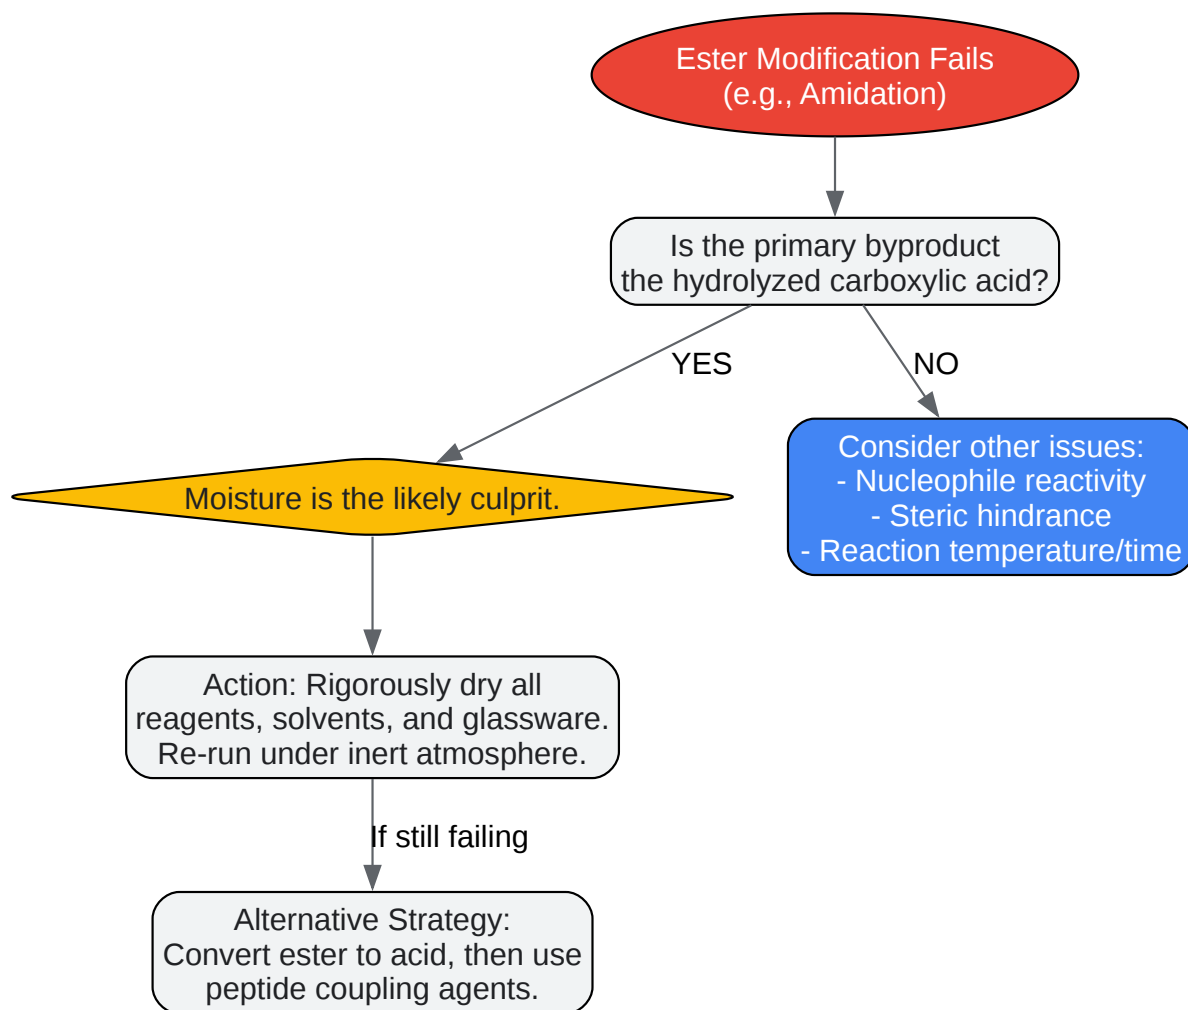 Ester Modification Fails
(e.g., Amidation)
Is the primary byproduct
the hydrolyzed carboxylic acid?
YES
NO
Moisture is the likely culprit.
Consider other issues:
- Nucleophile reactivity
- Steric hindrance
- Reaction temperature/time
Action: Rigorously dry all
reagents, solvents, and glassware.
Re-run under inert atmosphere.
If still failing
Alternative Strategy:
Convert ester to acid, then use
peptide coupling agents.